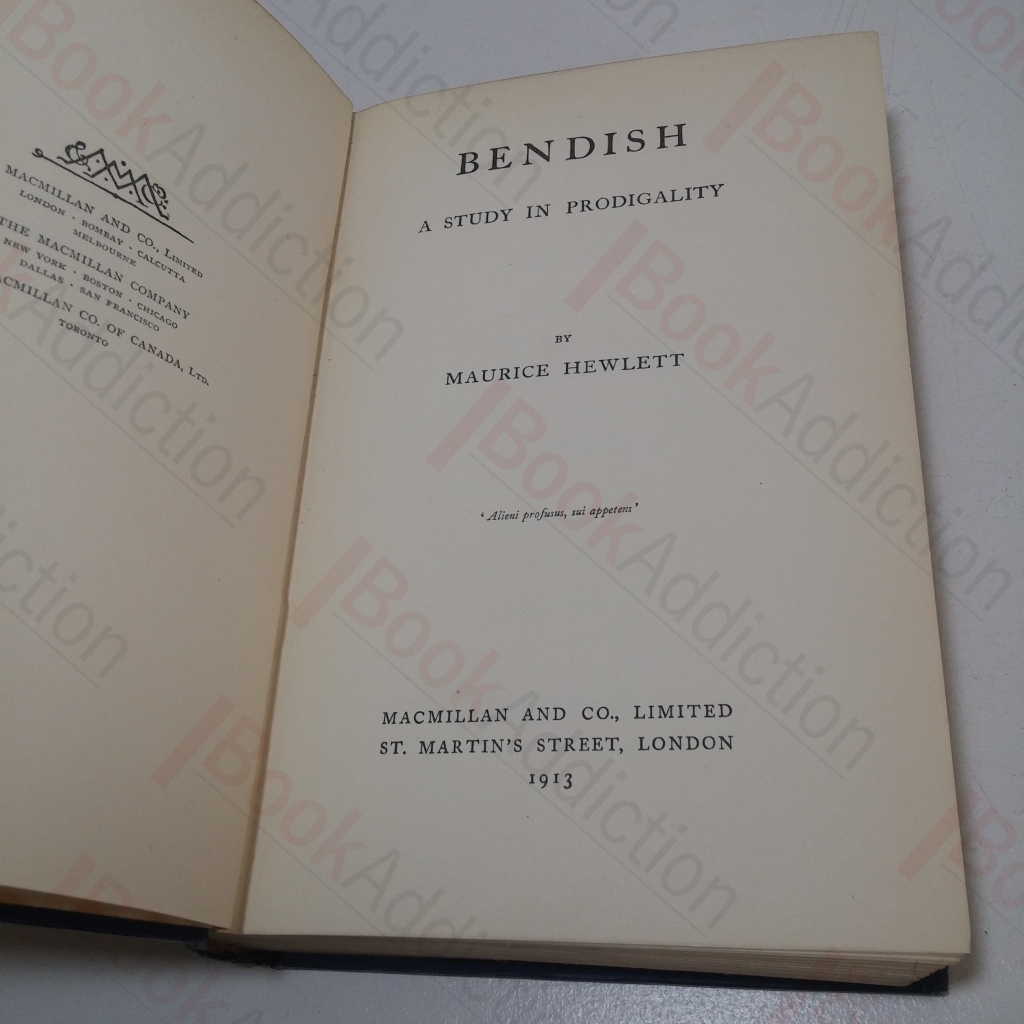 MACMILLAN AND CO., LIMITED
LONDON · BOMBAY · CALCUTTA
MELBOURNE
THE MACMILLAN COMPANY
NEW YORK · BOSTON · CHICAGO
DALLAS · SAN FRANCISCO
MACMILLAN CO. OF CANADA, LTD.
TORONTO
BENDISH
A STUDY IN PRODIGALITY
BY
MAURICE HEWLETT
‘Alieni profusus, sui appetens’
MACMILLAN AND CO., LIMITED
ST. MARTIN'S STREET, LONDON
1913
BookAddiction